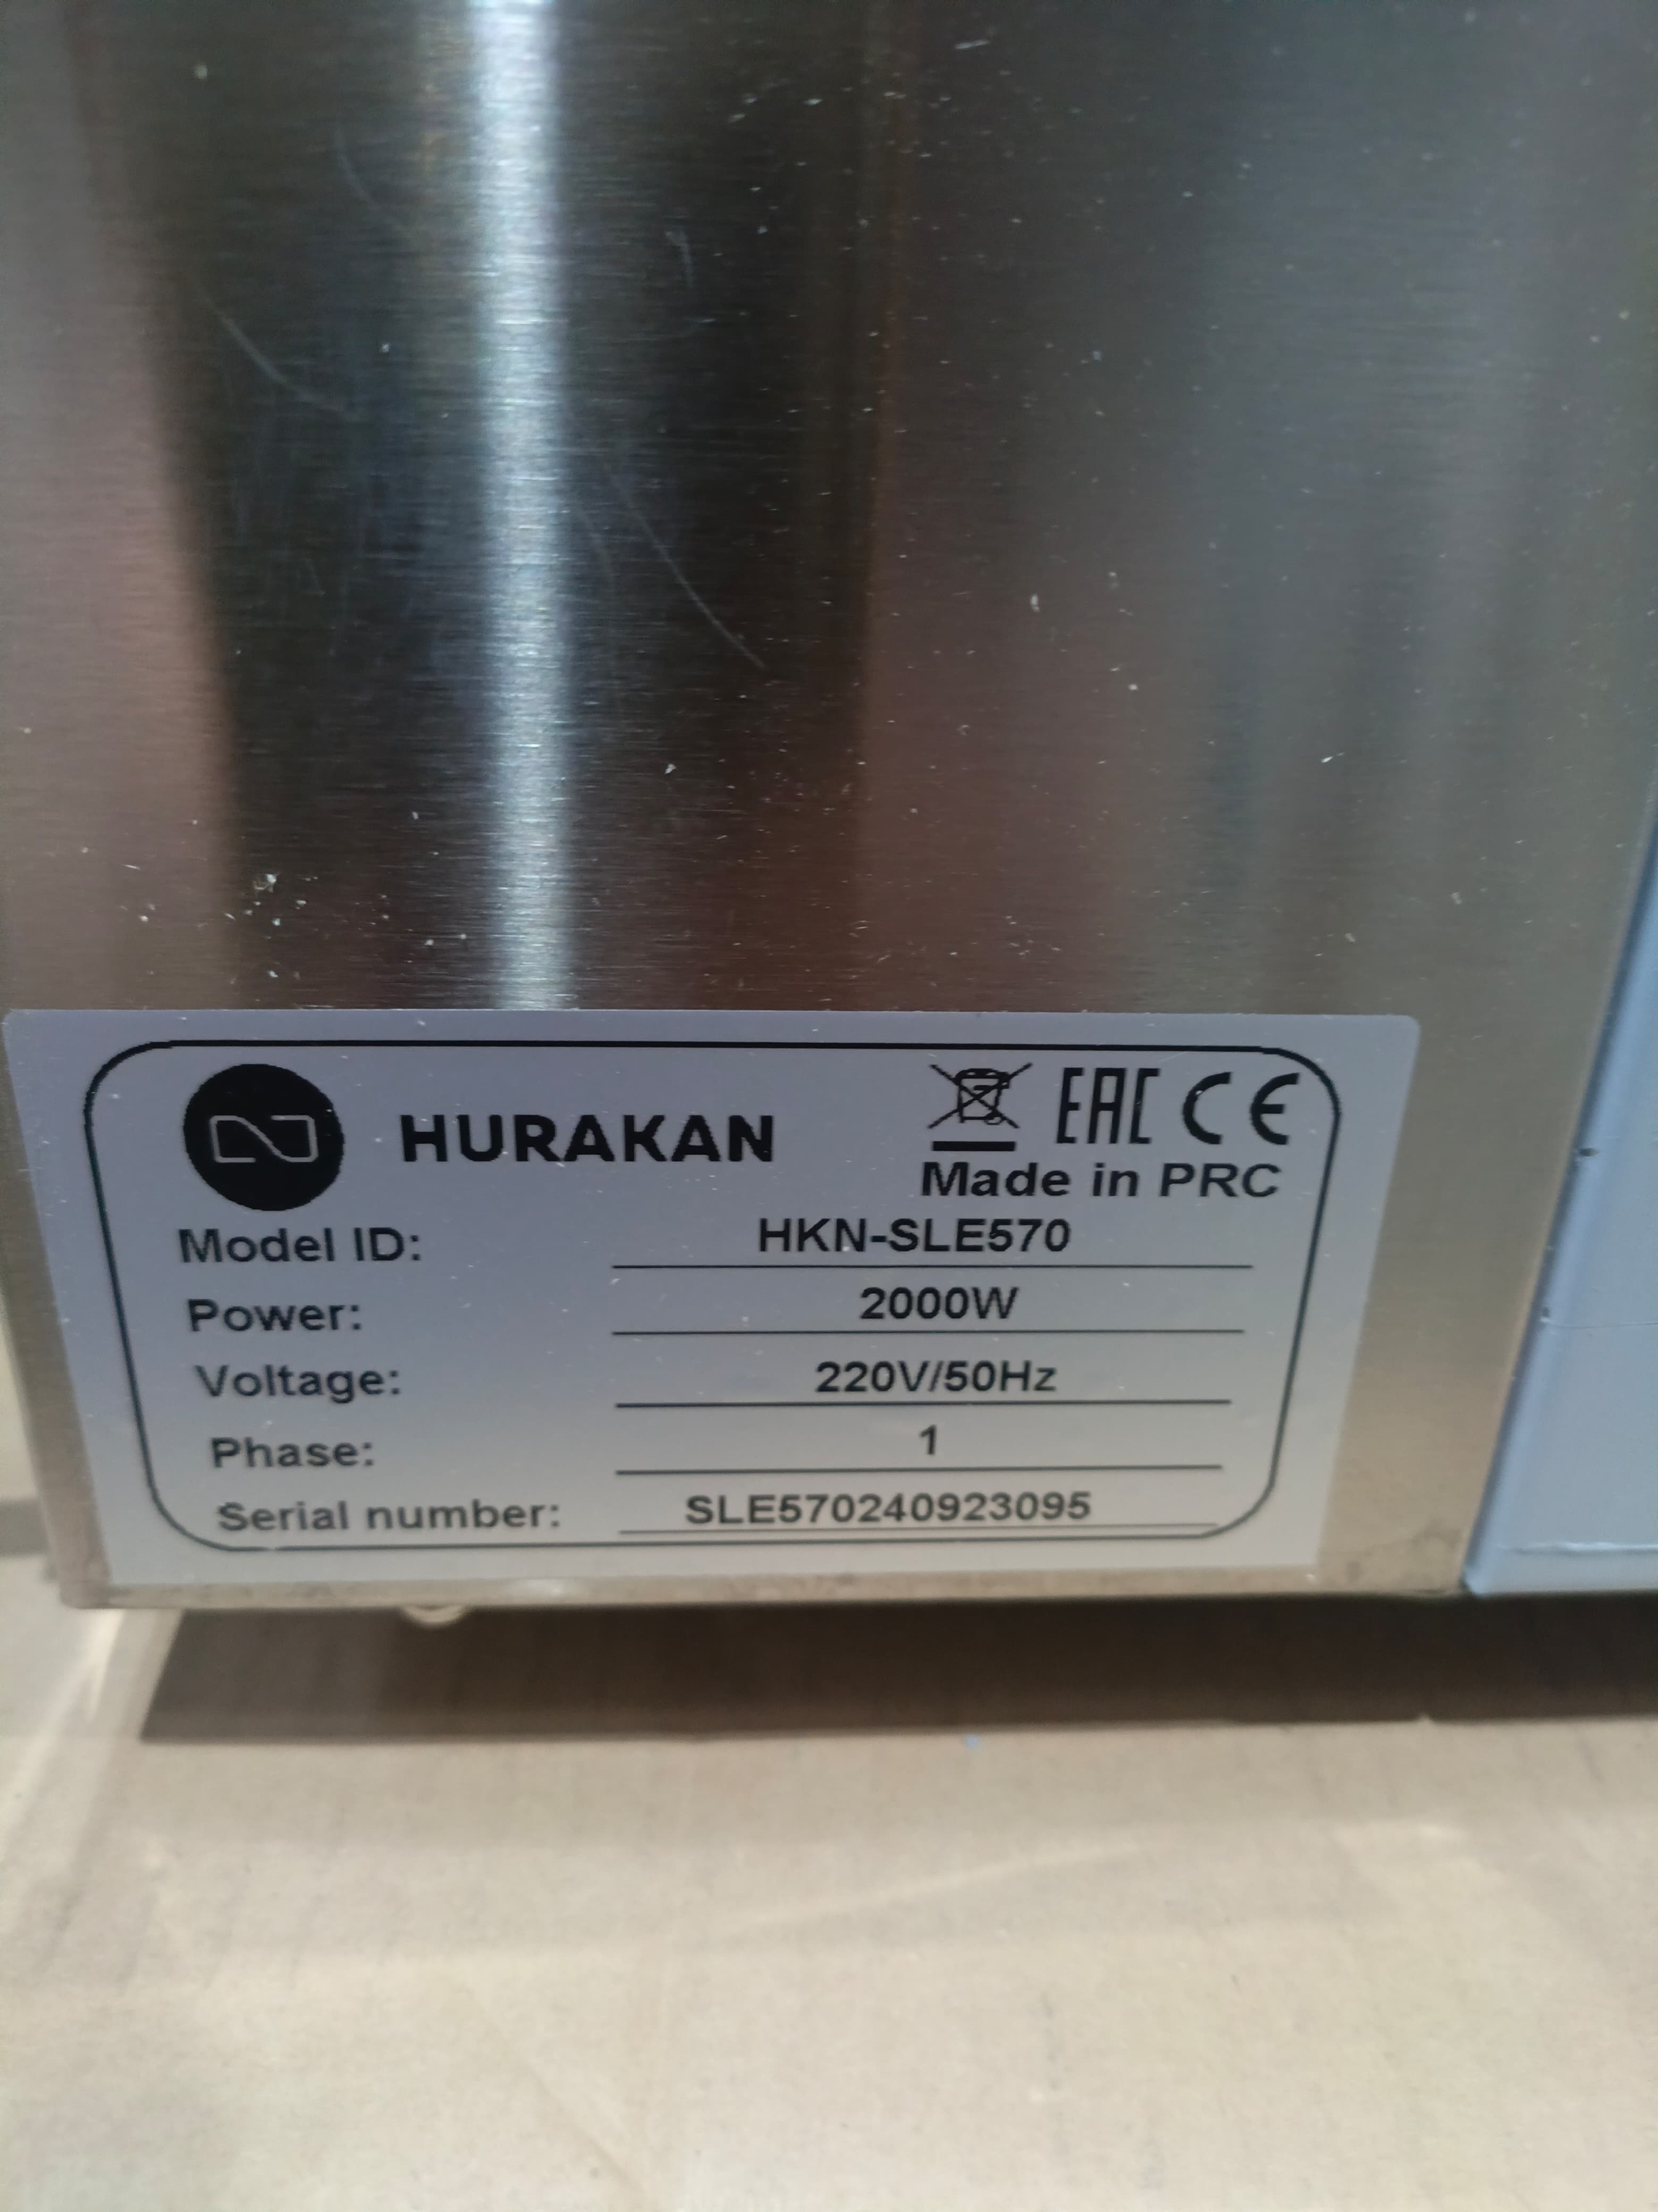 HURAKAN
EAC CE
Made in PRC
Model ID: HKN-SLE570
Power: 2000W
Voltage: 220V/50Hz
Phase: 1
Serial number: SLE570240923095